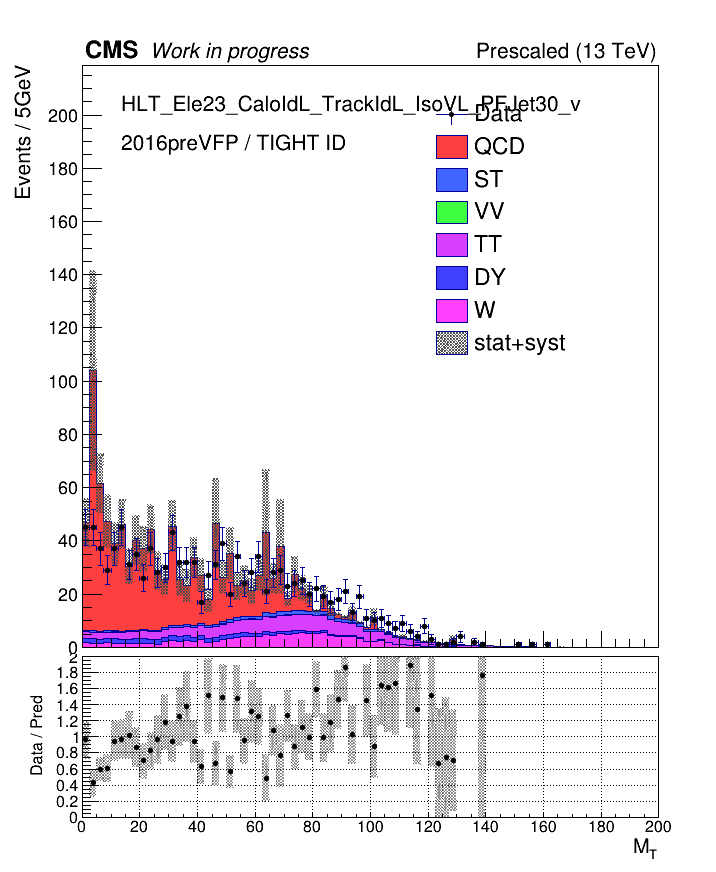 CMS Work in progress Prescaled (13 TeV)
Events / 5GeV
HLT_Ele23_CaloIdL_TrackIdL_IsoVL_PFJet30_v
2016preVFP / TIGHT ID
Data
QCD
ST
VV
TT
DY
W
stat+syst
200
180
160
140
120
100
80
60
40
20
0
Data / Pred
2
1.8
1.6
1.4
1.2
1
0.8
0.6
0.4
0.2
0
0 20 40 60 80 100 120 140 160 180 200
M_T